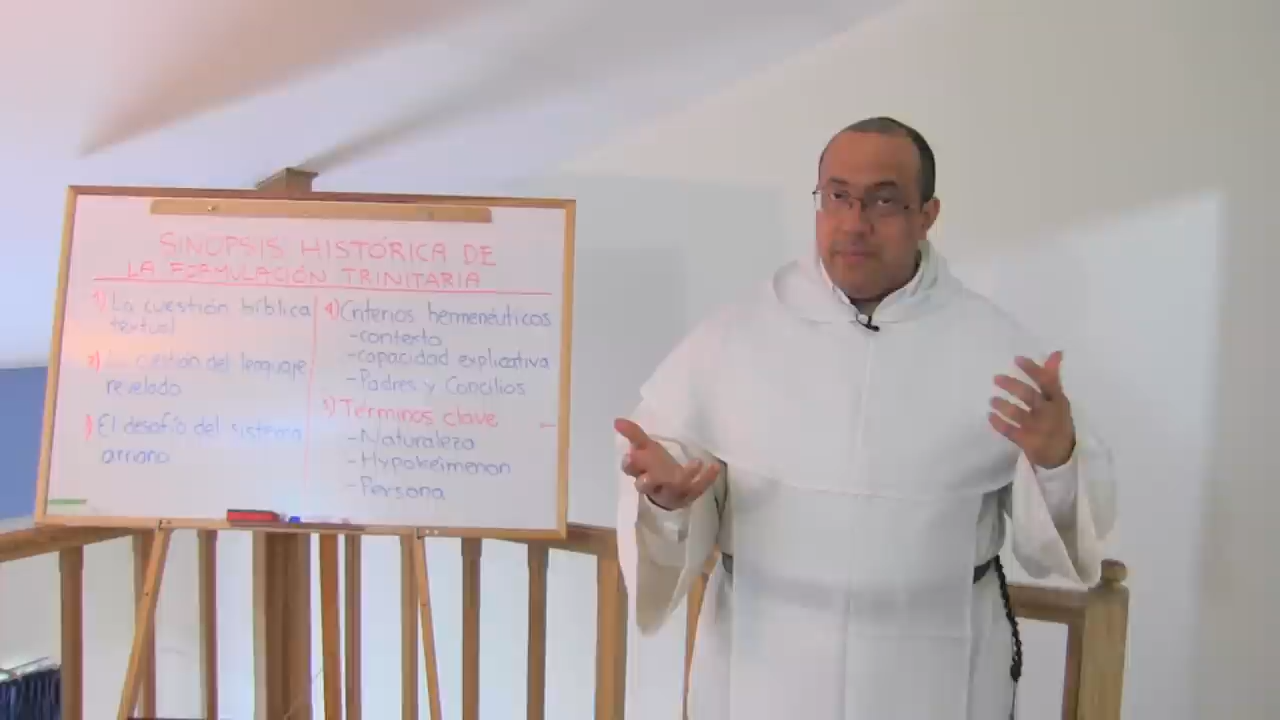 SINOPSIS HISTÓRICA DE
LA FORMULACIÓN TRINITARIA
1) La cuestión bíblica
textual
2) La cuestión del lenguaje
revelado
3) El desafío del sistema
arriano
4) Criterios hermenéuticos
- contexto
- capacidad explicativa
- Padres y Concilios
5) Términos clave
- Naturaleza
- Hypokeimenon
- Persona